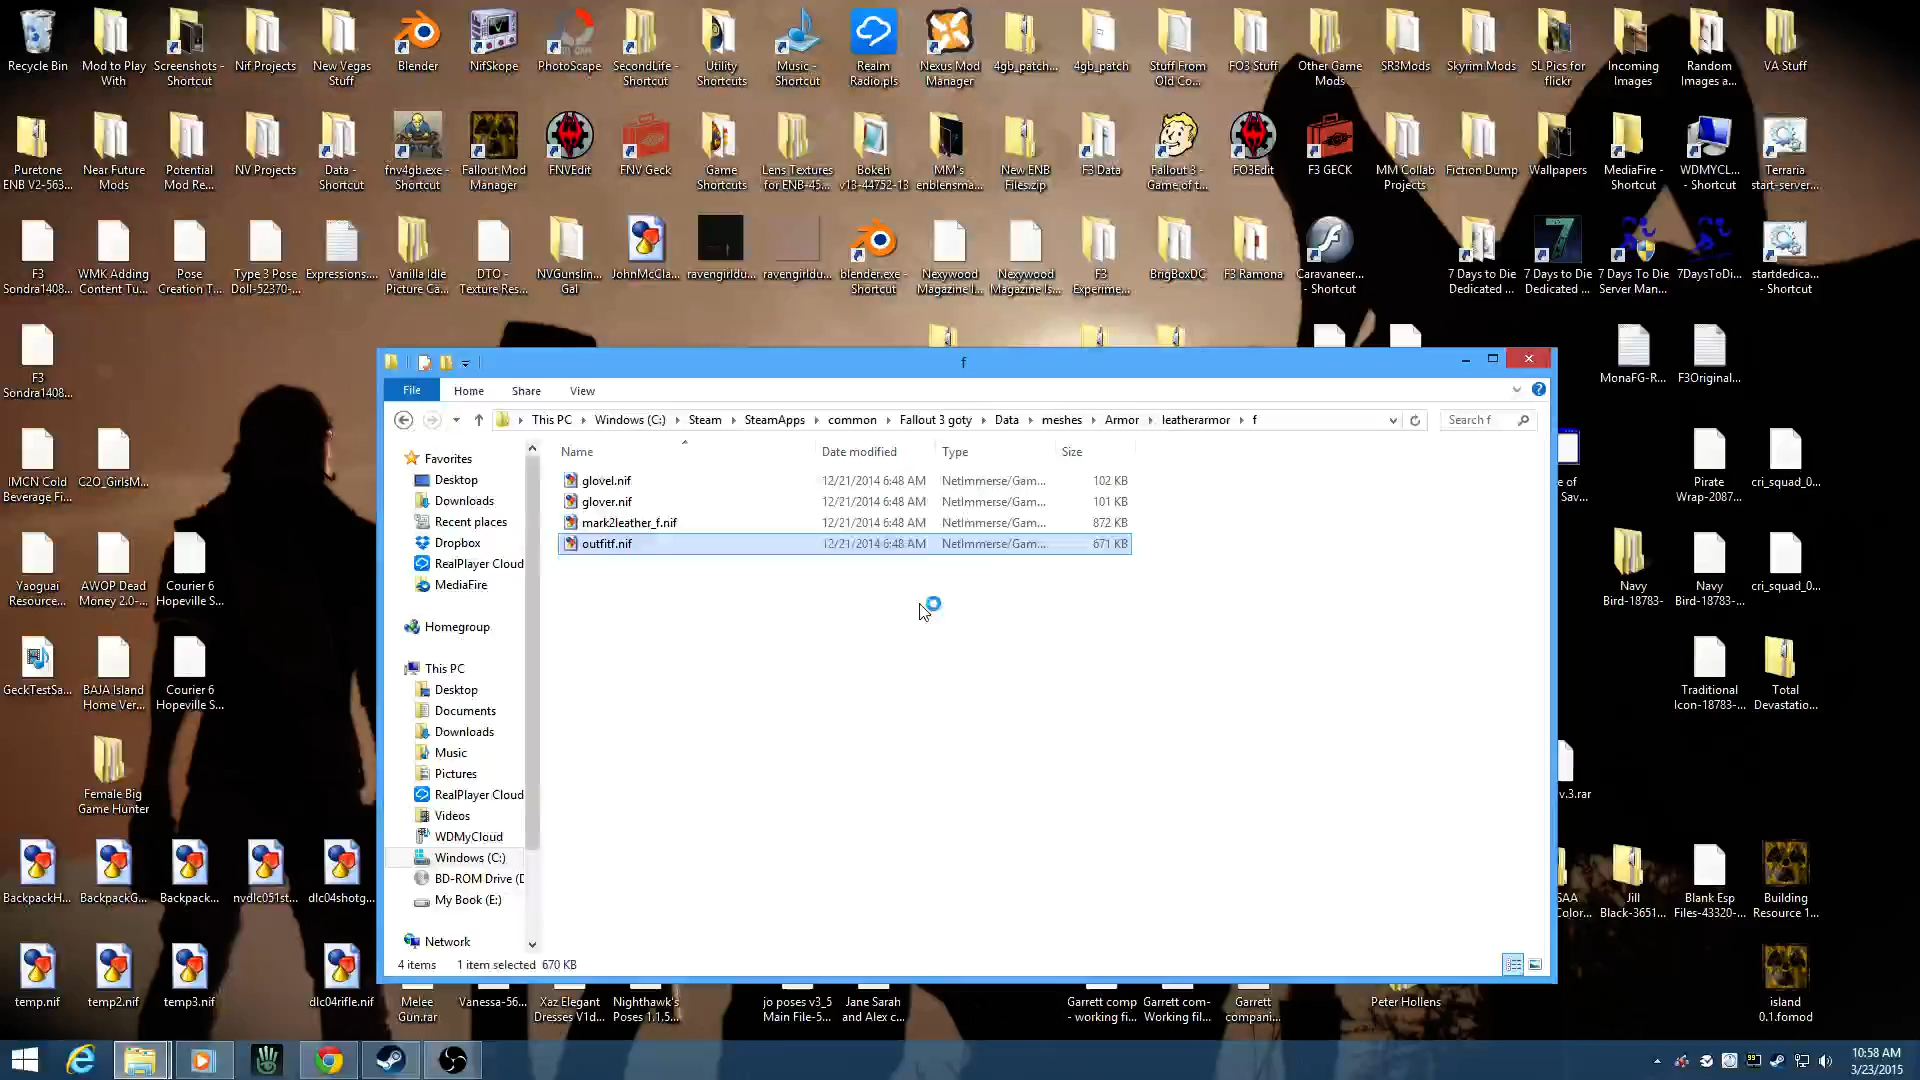 Recycle Bin
Mod to Play With
Screenshots - Shortcut
Nif Projects
New Vegas Stuff
Blender
NifSkope
PhotoScape
SecondLife - Shortcut
Utility Shortcuts
Music - Shortcut
Realm Radio.pls
Nexus Mod Manager
4gb_patch...
4gb_patch
Stuff From Old Co...
FO3 Stuff
Other Game Mods
SR3Mods
Skyrim Mods
SL Pics for flickr
Incoming Images
Random Images a...
VA Stuff
Puretone ENB V2-563...
Near Future Mods
Potential Mod Re...
NV Projects
Data - Shortcut
fnv4gb.exe - Shortcut
Fallout Mod Manager
FNVEdit
FNV Geck
Game Shortcuts
Lens Textures for ENB-45...
Bokeh v13-44752-13
MM's enblensma...
New ENB Files.zip
F3 Data
Fallout 3 - Game of t...
FO3Edit
F3 GECK
MM Collab Projects
Fiction Dump
Wallpapers
MediaFire - Shortcut
WDMYCL... - Shortcut
Terraria start-server...
F3 Sondra1408...
WMK Adding Content Tu...
Pose Creation T...
Type 3 Pose Doll-52370-...
Expressions....
Vanilla Idle Picture Ca...
DTO - Texture Res...
NVGunslin... Gal
JohnMcCla...
ravengirldu...
ravengirldu...
blender.exe - Shortcut
Nexywood Magazine I...
Nexywood Magazine Is...
F3 Experime...
BrigBoxDC
F3 Ramona
Caravaneer... - Shortcut
7 Days to Die Dedicated ...
7 Days to Die Dedicated ...
7 Days To Die Server Man...
7DaysToDi...
startdedica... - Shortcut
F3 Sondra1408...
MonaFG-R...
F3Original...
f
File
Home
Share
View
This PC
Windows (C:)
Steam
SteamApps
common
Fallout 3 goty
Data
meshes
Armor
leatherarmor
f
Search f
Name
Date modified
Type
Size
glovel.nif 12/21/2014 6:48 AM NetImmerse/Gam... 102 KB
glover.nif 12/21/2014 6:48 AM NetImmerse/Gam... 101 KB
mark2leather_f.nif 12/21/2014 6:48 AM NetImmerse/Gam... 872 KB
outfitf.nif 12/21/2014 6:48 AM NetImmerse/Gam... 671 KB
Favorites
Desktop
Downloads
Recent places
Dropbox
RealPlayer Cloud
MediaFire
Homegroup
This PC
Desktop
Documents
Downloads
Music
Pictures
RealPlayer Cloud
Videos
WDMyCloud
Windows (C:)
BD-ROM Drive (D
My Book (E:)
Network
4 items
1 item selected 670 KB
IMCN Cold Beverage Fi...
C2O_GirlsM...
e of Sav...
Pirate Wrap-2087...
cri_squad_0...
Yaoguai Resource...
AWOP Dead Money 2.0-...
Courier 6 Hopeville S...
Navy Bird-18783-
Navy Bird-18783-...
cri_squad_0...
GeckTestSa...
BAJA Island Home Ver...
Courier 6 Hopeville S...
Traditional Icon-18783-...
Total Devastatio...
Female Big Game Hunter
v.3.rar
BackpackH...
BackpackG...
Backpack...
nvdlc051st...
dlc04shotg...
SAA Color...
Jill Black-3651...
Blank Esp Files-43320-...
Building Resource 1...
temp.nif
temp2.nif
temp3.nif
dlc04rifle.nif
Melee Gun.rar
Vanessa-56...
Xaz Elegant Dresses V1d...
Nighthawk's Poses 1.1,5...
jo poses v3_5 Main File-5...
Jane Sarah and Alex c...
Garrett comp - working fi...
Garrett com- Working fil...
Garrett compani...
Peter Hollens
island 0.1.fomod
10:58 AM
3/23/2015